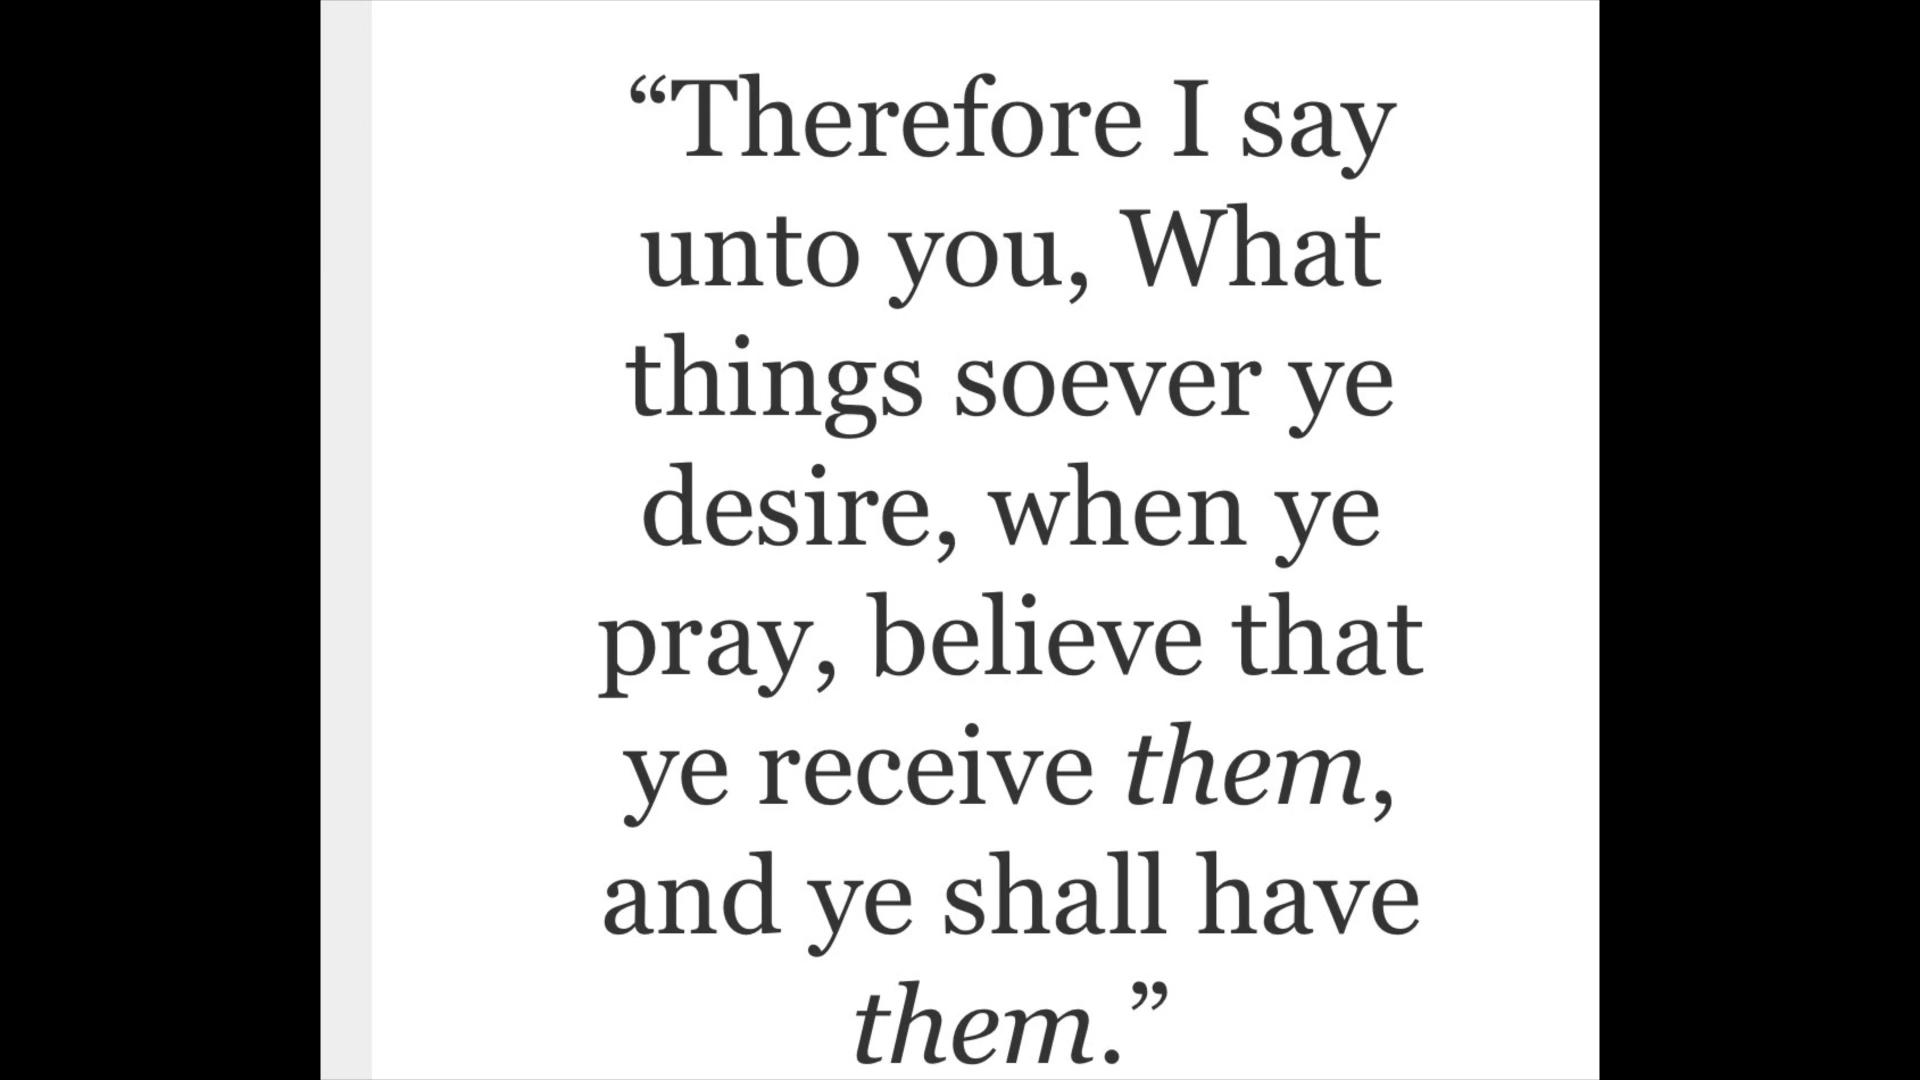 “Therefore I say
unto you, What
things soever ye
desire, when ye
pray, believe that
ye receive them,
and ye shall have
them.”